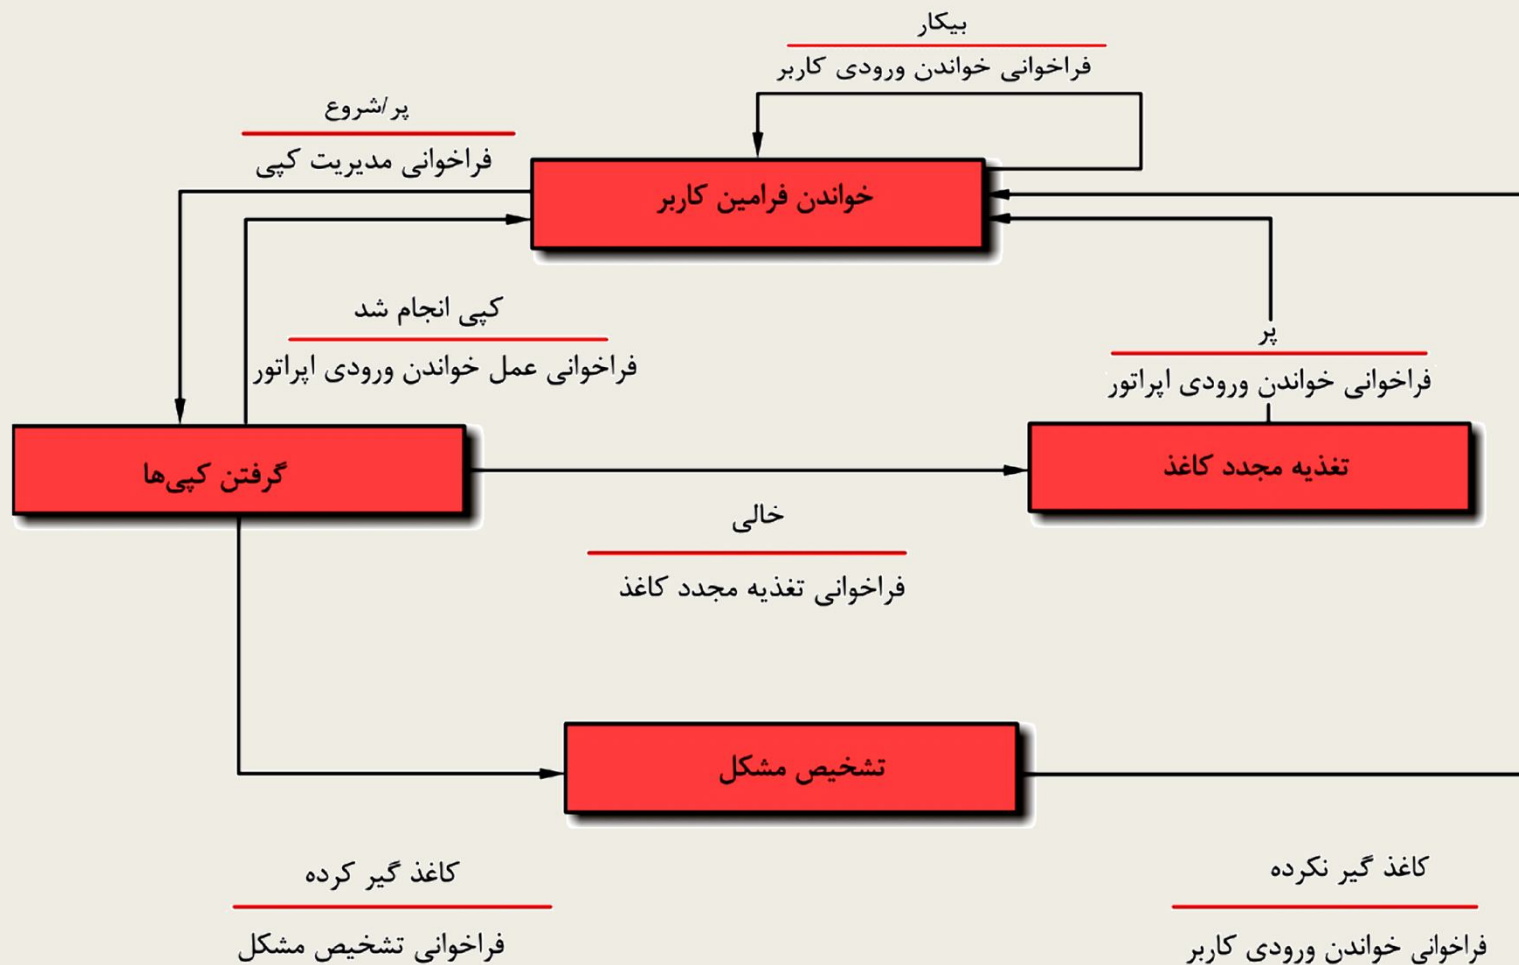 بیکار
فراخوانی خواندن ورودی کاربر
پر/شروع
فراخوانی مدیریت کپی
خواندن فرامین کاربر
کپی انجام شد
فراخوانی عمل خواندن ورودی اپراتور
پر
فراخوانی خواندن ورودی اپراتور
گرفتن کپی‌ها
تغذیه مجدد کاغذ
خالی
فراخوانی تغذیه مجدد کاغذ
تشخیص مشکل
کاغذ گیر نکرده
فراخوانی خواندن ورودی کاربر
کاغذ گیر کرده
فراخوانی تشخیص مشکل